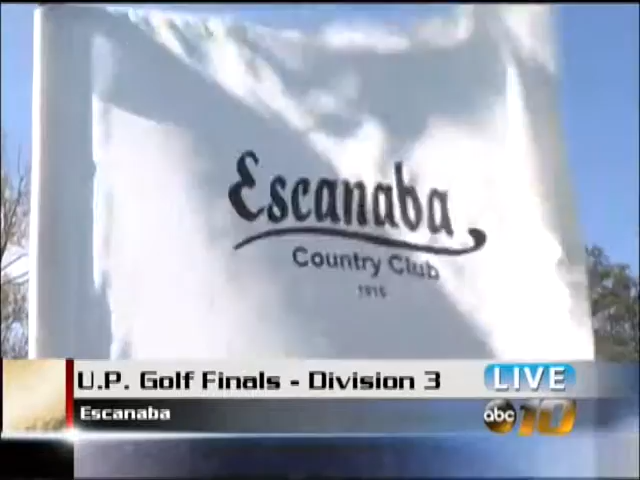 Escanaba
Country Club
1915
U.P. Golf Finals - Division 3
LIVE
Escanaba
abc 10